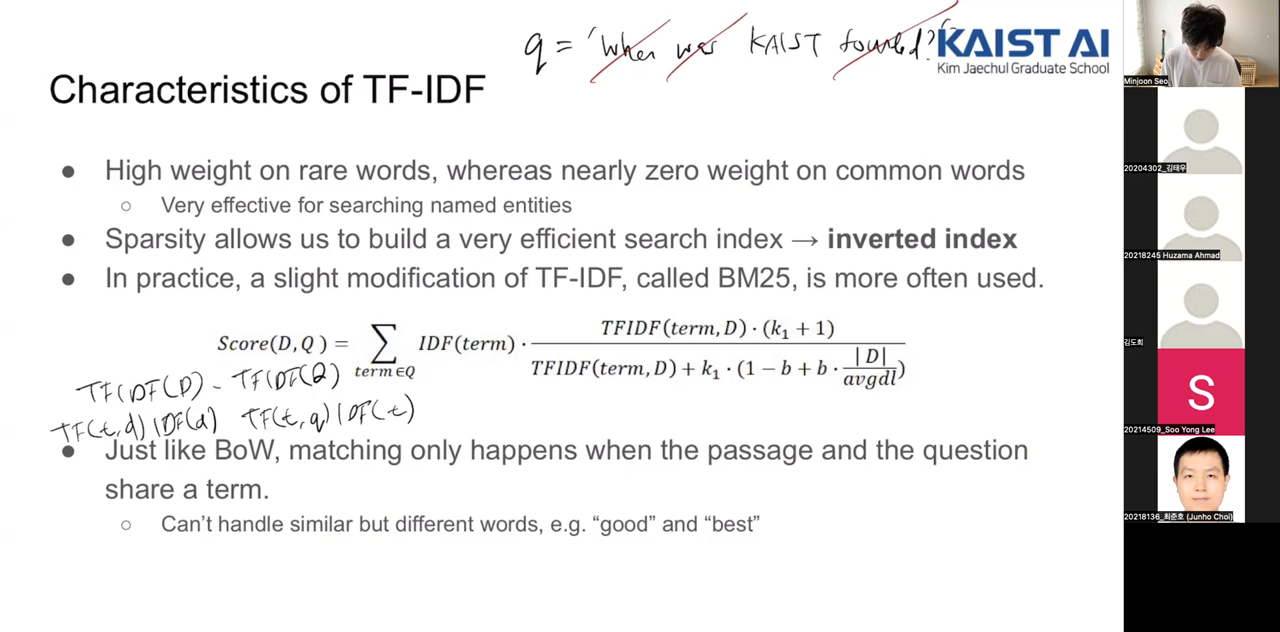 q = 'When was KAIST found?'
KAIST AI
Kim Jaechul Graduate School
Characteristics of TF-IDF
● High weight on rare words, whereas nearly zero weight on common words
○ Very effective for searching named entities
● Sparsity allows us to build a very efficient search index → inverted index
● In practice, a slight modification of TF-IDF, called BM25, is more often used.
Score(D,Q) = ∑ term∈Q IDF(term) · TFIDF(term,D)·(k₁ + 1) / TFIDF(term,D) + k₁·(1 − b + b·|D|/avgdl)
TFIDF(D) - TFIDF(Q)
TF(t,d)IDF(d) TF(t,q)IDF(t)
● Just like BoW, matching only happens when the passage and the question
share a term.
○ Can't handle similar but different words, e.g. “good” and “best”
Minjoon Seo
20204302_김태우
20218245 Huzama Ahmad
김도희
S
20214509_Soo Yong Lee
20218136_최준호 (Junho Choi)